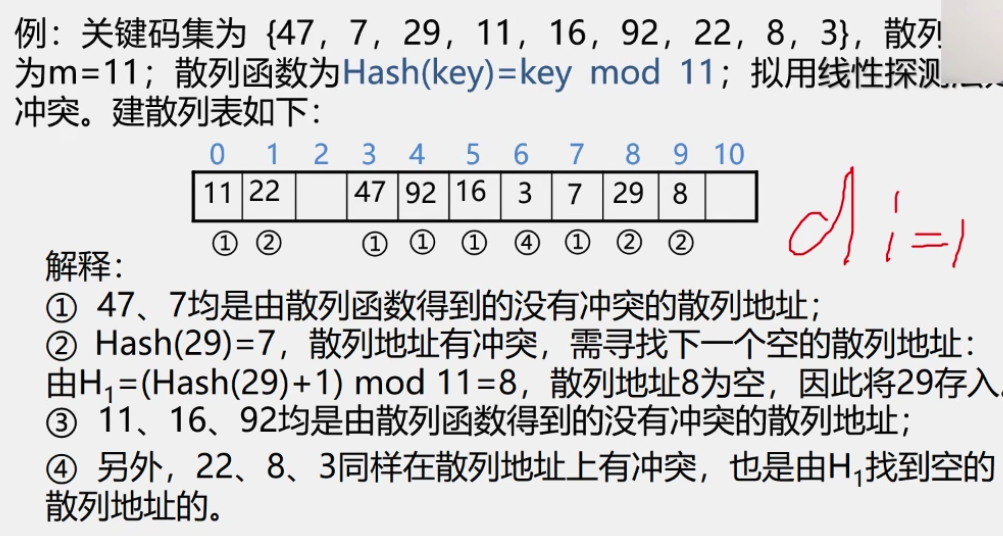 例：关键码集为 {47，7，29，11，16，92，22，8，3}，散列
为m=11；散列函数为Hash(key)=key mod 11；拟用线性探测
冲突。建散列表如下：
0 1 2 3 4 5 6 7 8 9 10
11 22 47 92 16 3 7 29 8
① ② ① ① ① ④ ① ② ②
di=1
解释：
① 47、7均是由散列函数得到的没有冲突的散列地址；
② Hash(29)=7，散列地址有冲突，需寻找下一个空的散列地址：
由H₁=(Hash(29)+1) mod 11=8，散列地址8为空，因此将29存入。
③ 11、16、92均是由散列函数得到的没有冲突的散列地址；
④ 另外，22、8、3同样在散列地址上有冲突，也是由H₁找到空的
散列地址的。